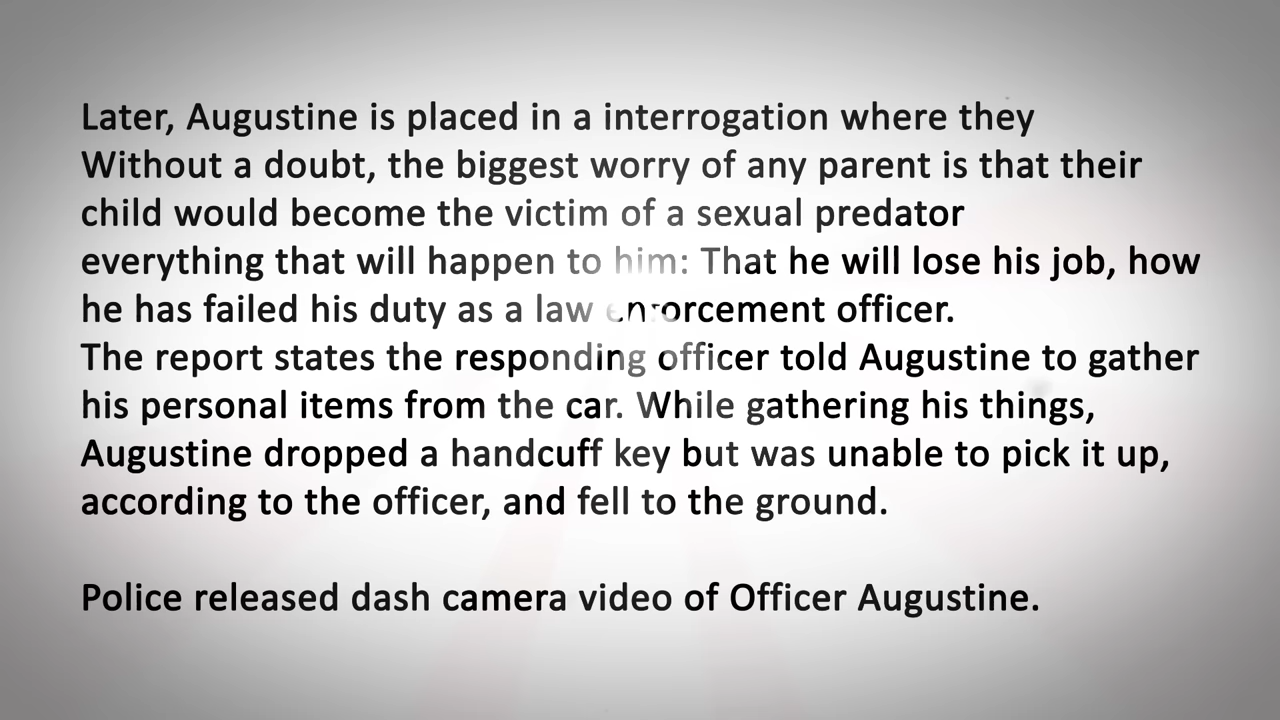 Later, Augustine is placed in a interrogation where they
Without a doubt, the biggest worry of any parent is that their
child would become the victim of a sexual predator
everything that will happen to him: That he will lose his job, how
he has failed his duty as a law enforcement officer.
The report states the responding officer told Augustine to gather
his personal items from the car. While gathering his things,
Augustine dropped a handcuff key but was unable to pick it up,
according to the officer, and fell to the ground.
Police released dash camera video of Officer Augustine.